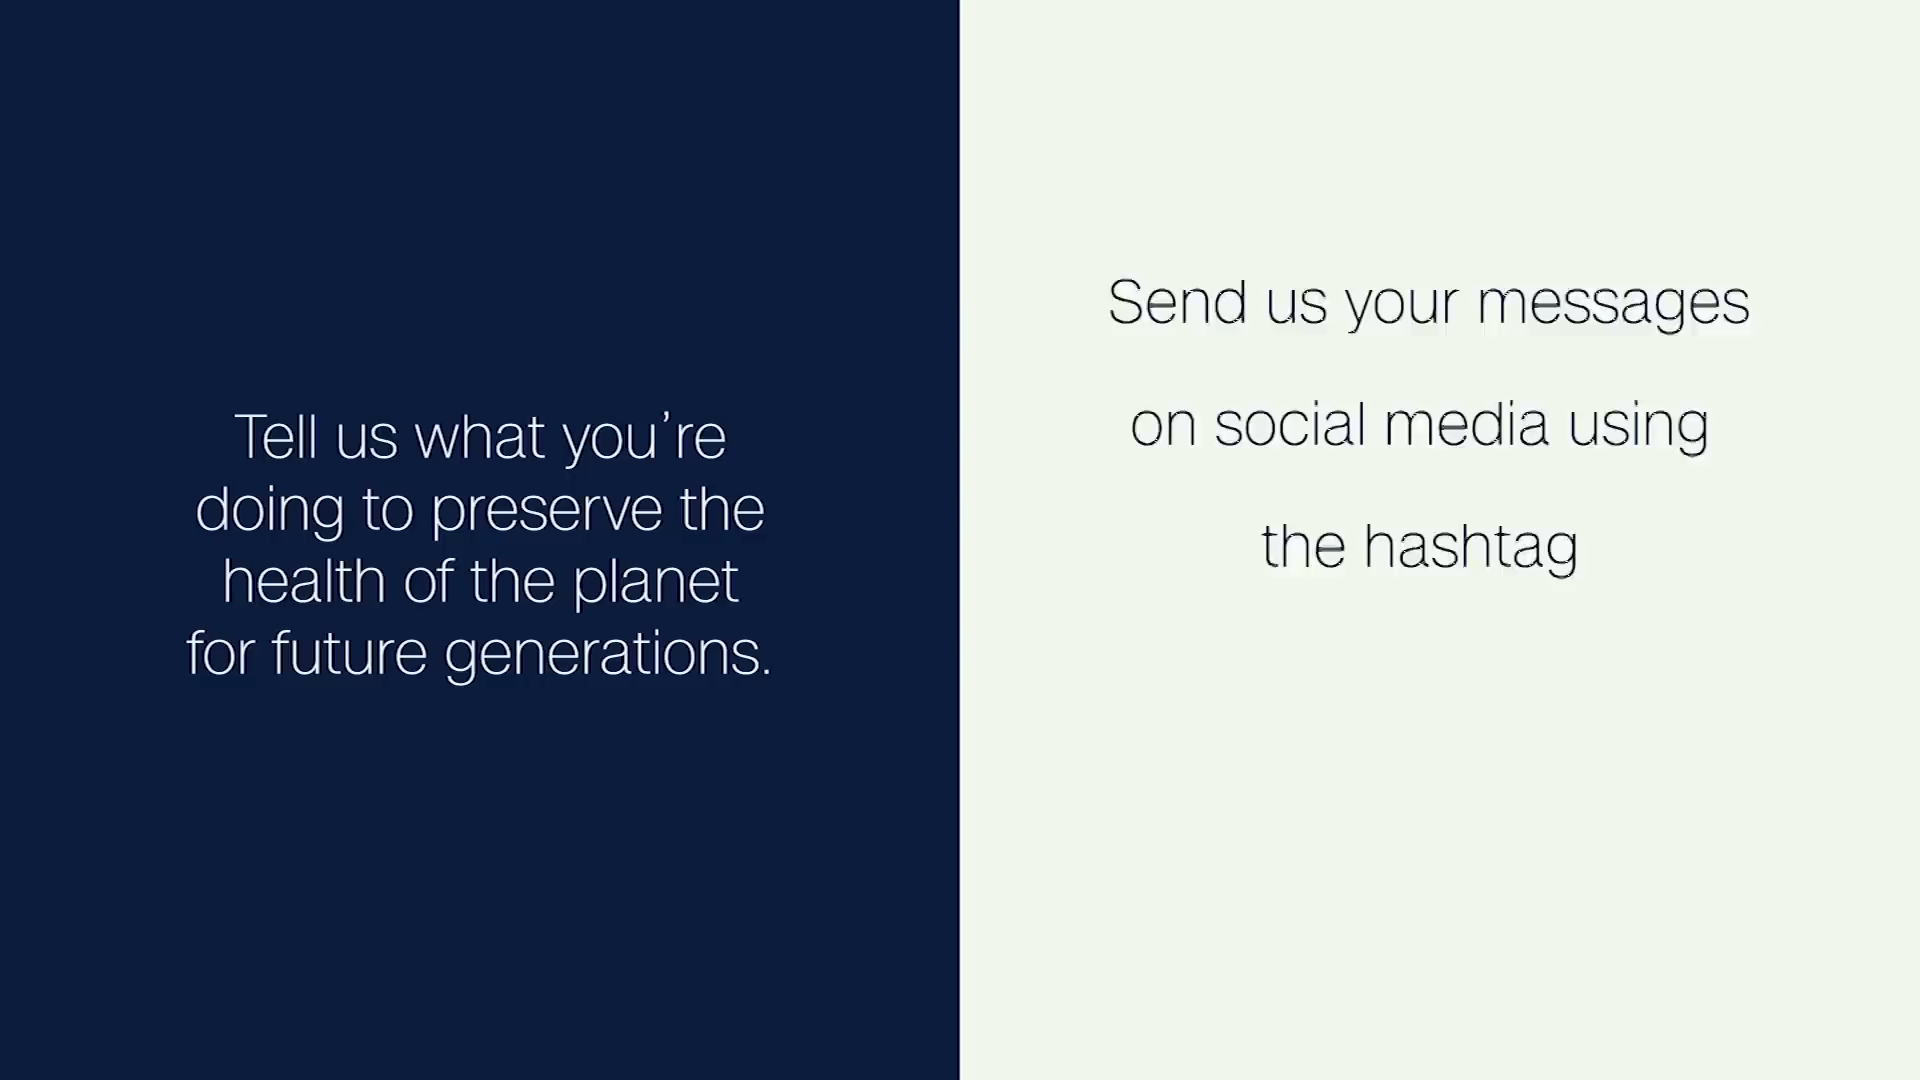 Tell us what you’re
doing to preserve the
health of the planet
for future generations.
Send us your messages
on social media using
the hashtag